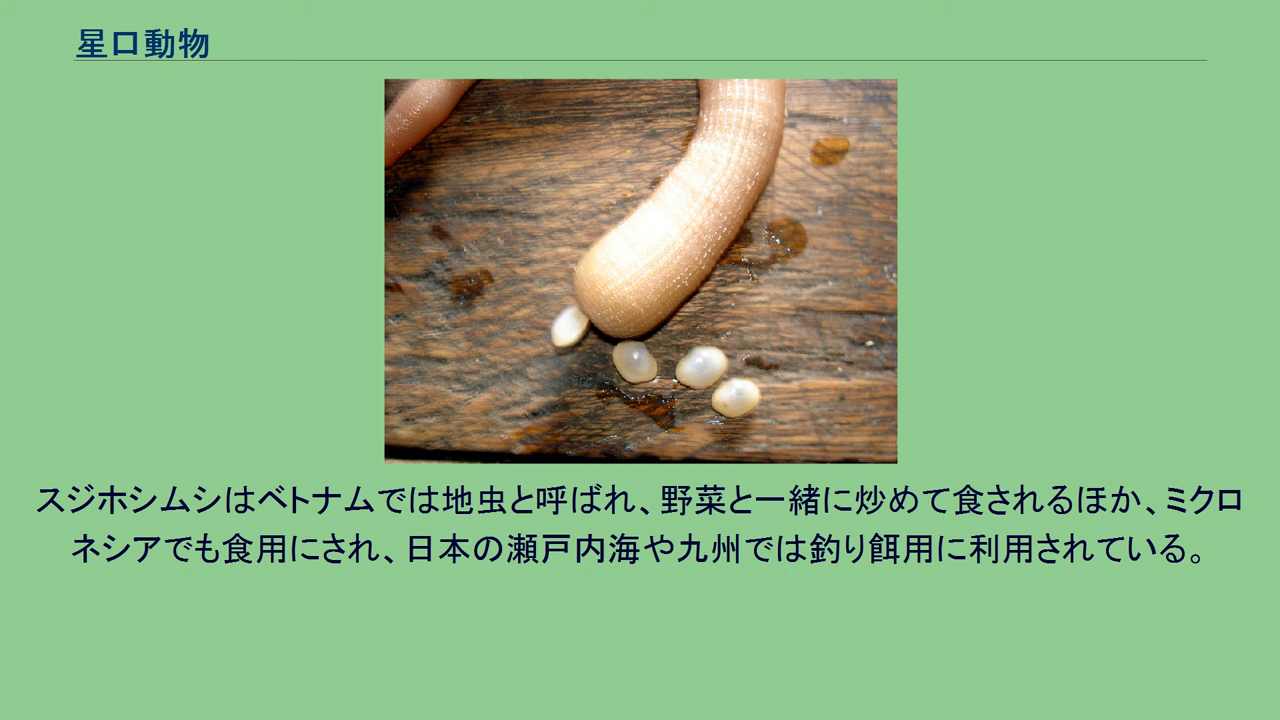 星口動物
スジホシムシはベトナムでは地虫と呼ばれ、野菜と一緒に炒めて食されるほか、ミクロ
ネシアでも食用にされ、日本の瀬戸内海や九州では釣り餌用に利用されている。